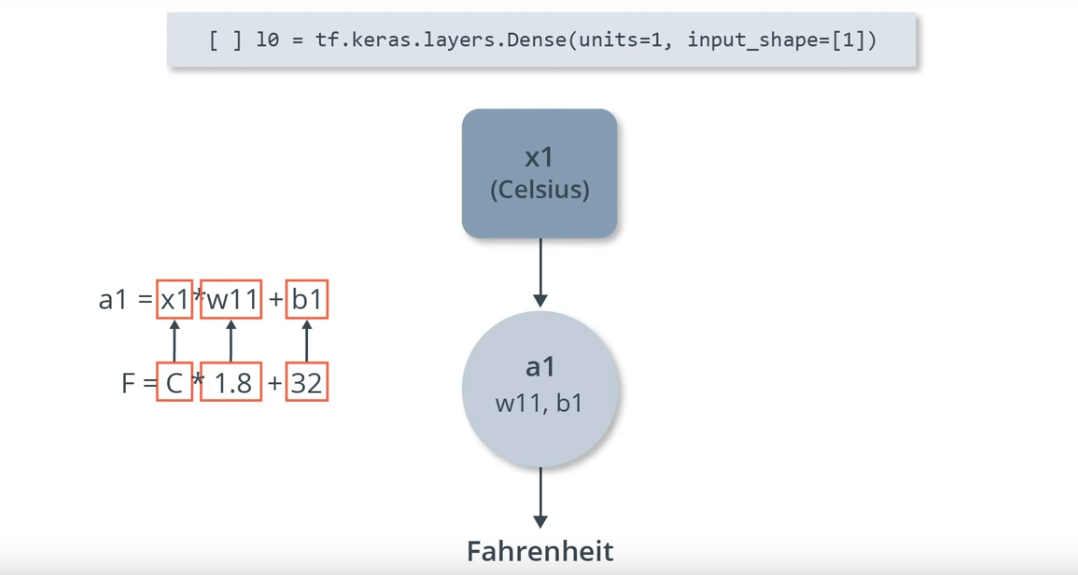 [ ] l0 = tf.keras.layers.Dense(units=1, input_shape=[1])
x1
(Celsius)
a1 = x1*w11 + b1
F = C * 1.8 + 32
a1
w11, b1
Fahrenheit